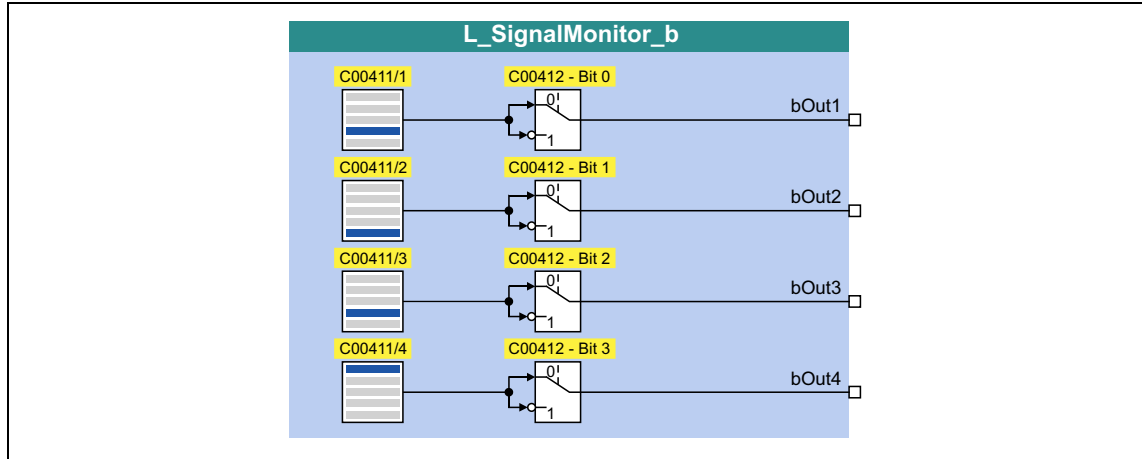 L_SignalMonitor_b
C00411/1 C00412 - Bit 0
0
1
bOut1
C00411/2 C00412 - Bit 1
0
1
bOut2
C00411/3 C00412 - Bit 2
0
1
bOut3
C00411/4 C00412 - Bit 3
0
1
bOut4